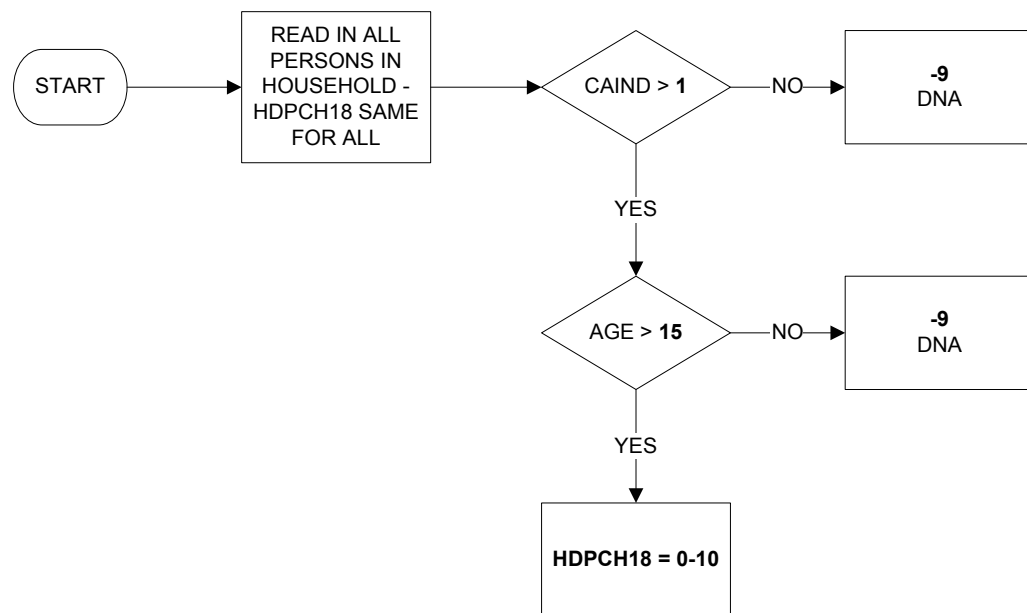 START
READ IN ALL
PERSONS IN
HOUSEHOLD -
HDPCH18 SAME
FOR ALL
CAIND > 1
NO
-9
DNA
YES
AGE > 15
NO
-9
DNA
YES
HDPCH18 = 0-10